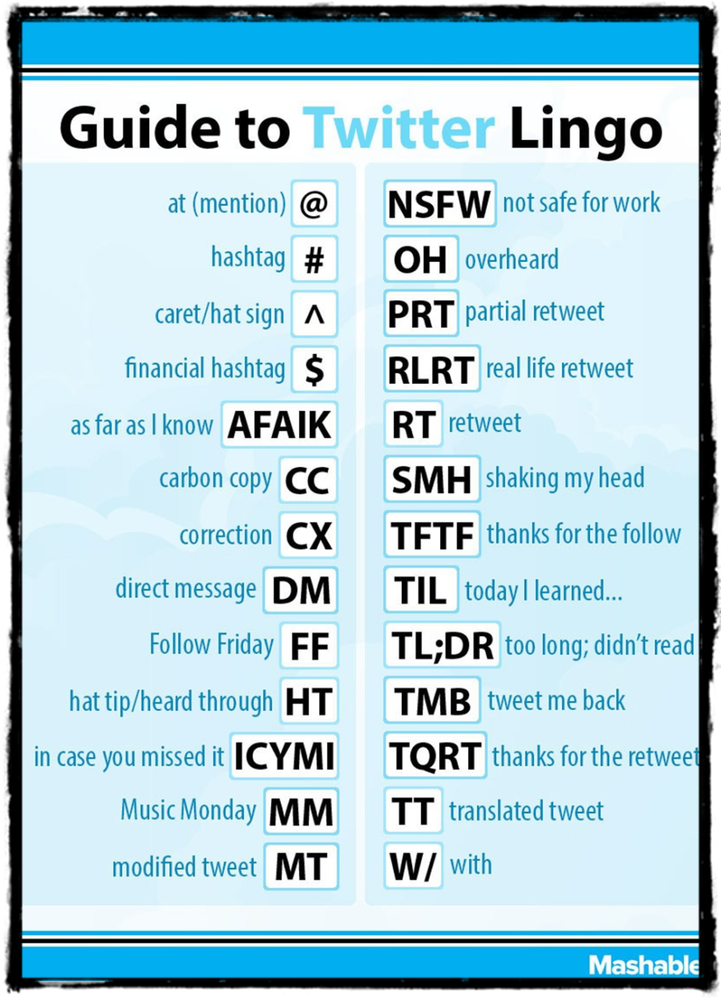 Guide to Twitter Lingo
at (mention) @
hashtag #
caret/hat sign ^
financial hashtag $
as far as I know AFAIK
carbon copy CC
correction CX
direct message DM
Follow Friday FF
hat tip/heard through HT
in case you missed it ICYMI
Music Monday MM
modified tweet MT
NSFW not safe for work
OH overheard
PRT partial retweet
RLRT real life retweet
RT retweet
SMH shaking my head
TFTF thanks for the follow
TIL today I learned...
TL;DR too long; didn't read
TMB tweet me back
TQRT thanks for the retweet
TT translated tweet
W/ with
Mashable